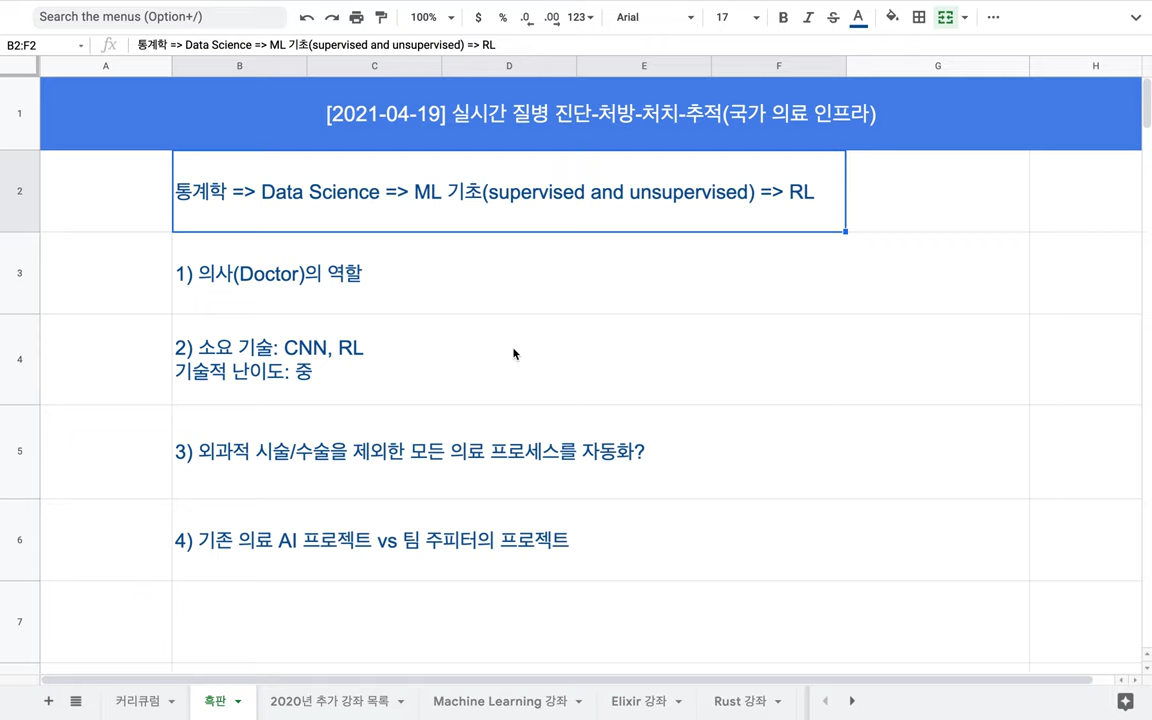 Search the menus (Option+/)
100%
$ % .0 .00 123
Arial
17
B I S A
B2:F2
fx
통계학 => Data Science => ML 기초(supervised and unsupervised) => RL
A B C D E F G H
1
[2021-04-19] 실시간 질병 진단-처방-처치-추적(국가 의료 인프라)
2
통계학 => Data Science => ML 기초(supervised and unsupervised) => RL
3
1) 의사(Doctor)의 역할
4
2) 소요 기술: CNN, RL
기술적 난이도: 중
5
3) 외과적 시술/수술을 제외한 모든 의료 프로세스를 자동화?
6
4) 기존 의료 AI 프로젝트 vs 팀 주피터의 프로젝트
7
커리큘럼
흑판
2020년 추가 강좌 목록
Machine Learning 강좌
Elixir 강좌
Rust 강좌